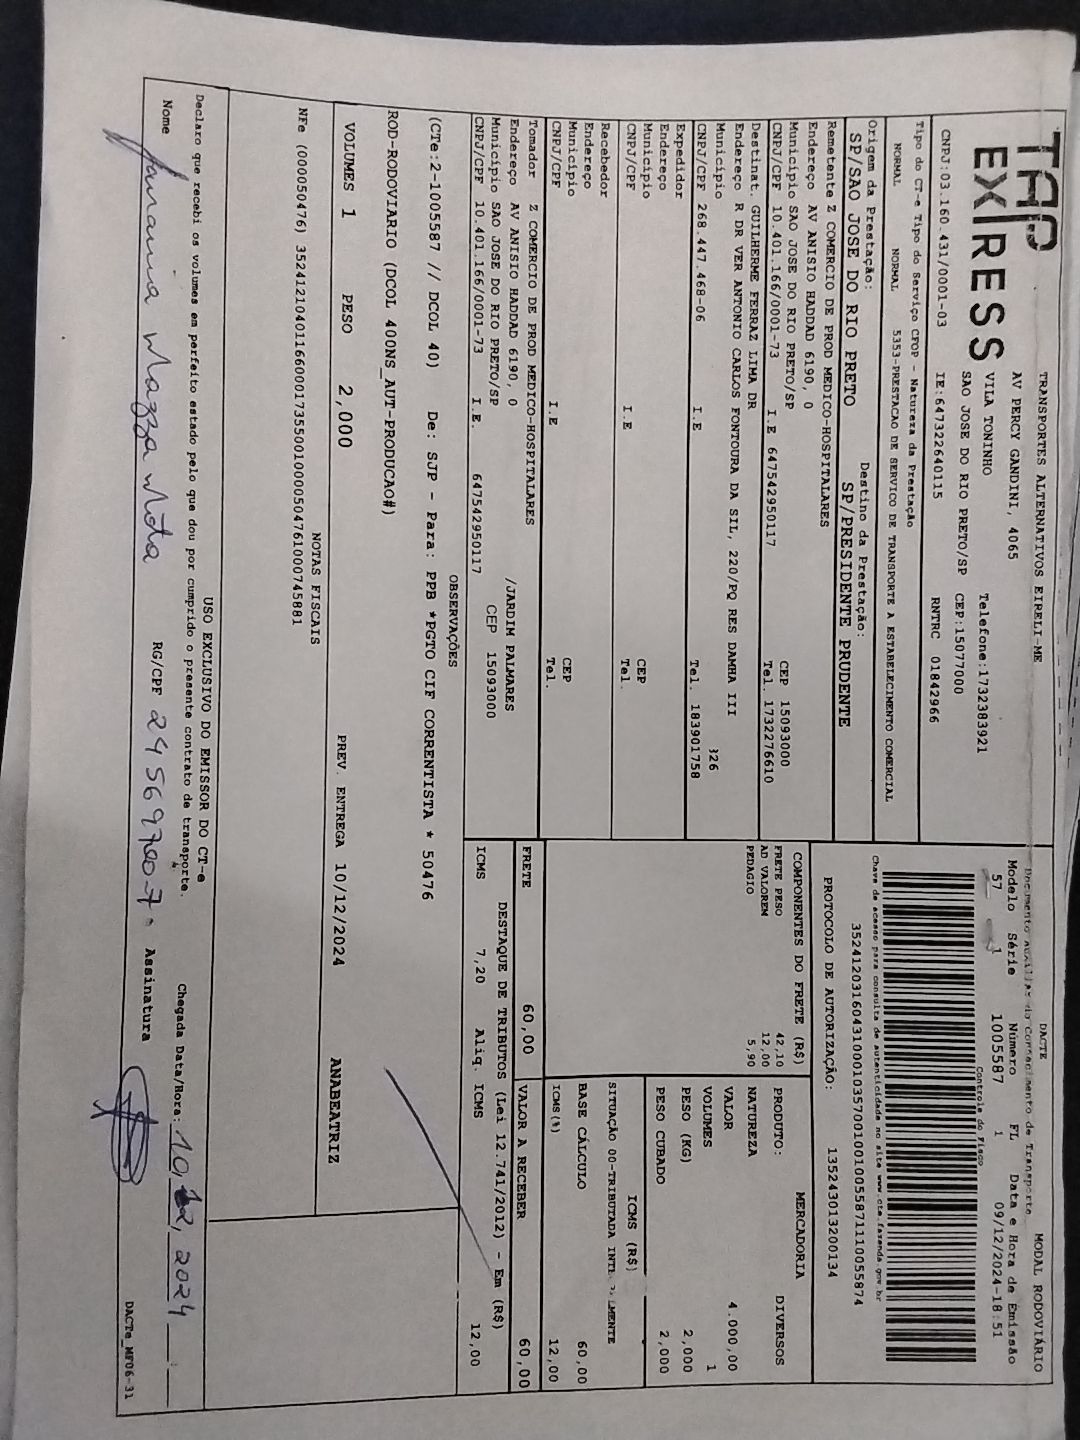 TAP
EXPRESS
TRANSPORTES ALTERNATIVOS EIRELI-ME
AV PERCY GANDINI, 4065
VILA TONINHO Telefone:1732383921
SAO JOSE DO RIO PRETO/SP CEP:15077000
CNPJ:03.160.431/0001-03 IE:647322640115 RNTRC 01842966
DACTE MODAL RODOVIÁRIO
Documento Auxiliar do Conhecimento de Transporte
Modelo Série Número FL Data e Hora de Emissão
57 1 1005587 1 09/12/2024-18:51
Controle do Fisco
Chave de acesso para consulta de autenticidade no site www.cte.fazenda.gov.br
35241203160431000103570010010055871110055874
PROTOCOLO DE AUTORIZAÇÃO: 135243013200134
Tipo do CT-e Tipo do Serviço CFOP - Natureza da Prestação
NORMAL NORMAL 5353-PRESTACAO DE SERVICO DE TRANSPORTE A ESTABELECIMENTO COMERCIAL
Origem da Prestação: Destino da Prestação:
SP/SAO JOSE DO RIO PRETO SP/PRESIDENTE PRUDENTE
Remetente Z COMERCIO DE PROD MEDICO-HOSPITALARES
Endereço AV ANISIO HADDAD 6190, 0
Município SAO JOSE DO RIO PRETO/SP CEP 15093000
CNPJ/CPF 10.401.166/0001-73 I.E 647542950117 Tel. 1732276610
Destinat. GUILHERME FERRAZ LIMA DR
Endereço R DR VER ANTONIO CARLOS FONTOURA DA SIL, 220/PQ RES DAMHA III
Município 326
CNPJ/CPF 268.447.468-06 I.E Tel. 183901758
Expedidor
Endereço
Município CEP
CNPJ/CPF I.E Tel.
Recebedor
Endereço
Município CEP
CNPJ/CPF I.E Tel.
Tomador Z COMERCIO DE PROD MEDICO-HOSPITALARES
Endereço AV ANISIO HADDAD 6190, 0 /JARDIM PALMARES
Município SAO JOSE DO RIO PRETO/SP CEP 15093000
CNPJ/CPF 10.401.166/0001-73 I.E. 647542950117
COMPONENTES DO FRETE (R$)
FRETE PESO 42,10
AD VALOREM 12,00
PEDAGIO 5,90
MERCADORIA
PRODUTO: DIVERSOS
NATUREZA
VALOR 4.000,00
VOLUMES 1
PESO (KG) 2,000
PESO CUBADO 2,000
ICMS (R$)
SITUAÇÃO 00-TRIBUTADA INTEGRALMENTE
BASE CÁLCULO 60,00
ICMS (%) 12,00
FRETE 60,00 VALOR A RECEBER 60,00
DESTAQUE DE TRIBUTOS (Lei 12.741/2012) - Em (R$)
ICMS 7,20 Aliq. ICMS 12,00
OBSERVAÇÕES
(CTe:2-1005587 // DCOL 40) De: SJP - Para: PPB *PGTO CIF CORRENTISTA * 50476
ROD-RODOVIARIO (DCOL 400NS_AUT-PRODUCAO#)
VOLUMES 1 PESO 2,000 PREV. ENTREGA 10/12/2024 ANABEATRIZ
NOTAS FISCAIS
NFe (000050476) 35241210401166000173550010000504761000745881
USO EXCLUSIVO DO EMISSOR DO CT-e
Declaro que recebi os volumes em perfeito estado pelo que dou por cumprido o presente contrato de transporte.
Chegada Data/Hora: 10/12, 2024
Nome Janaina Mazza Mota RG/CPF 24569700-7 Assinatura
DACTe_MF06-31